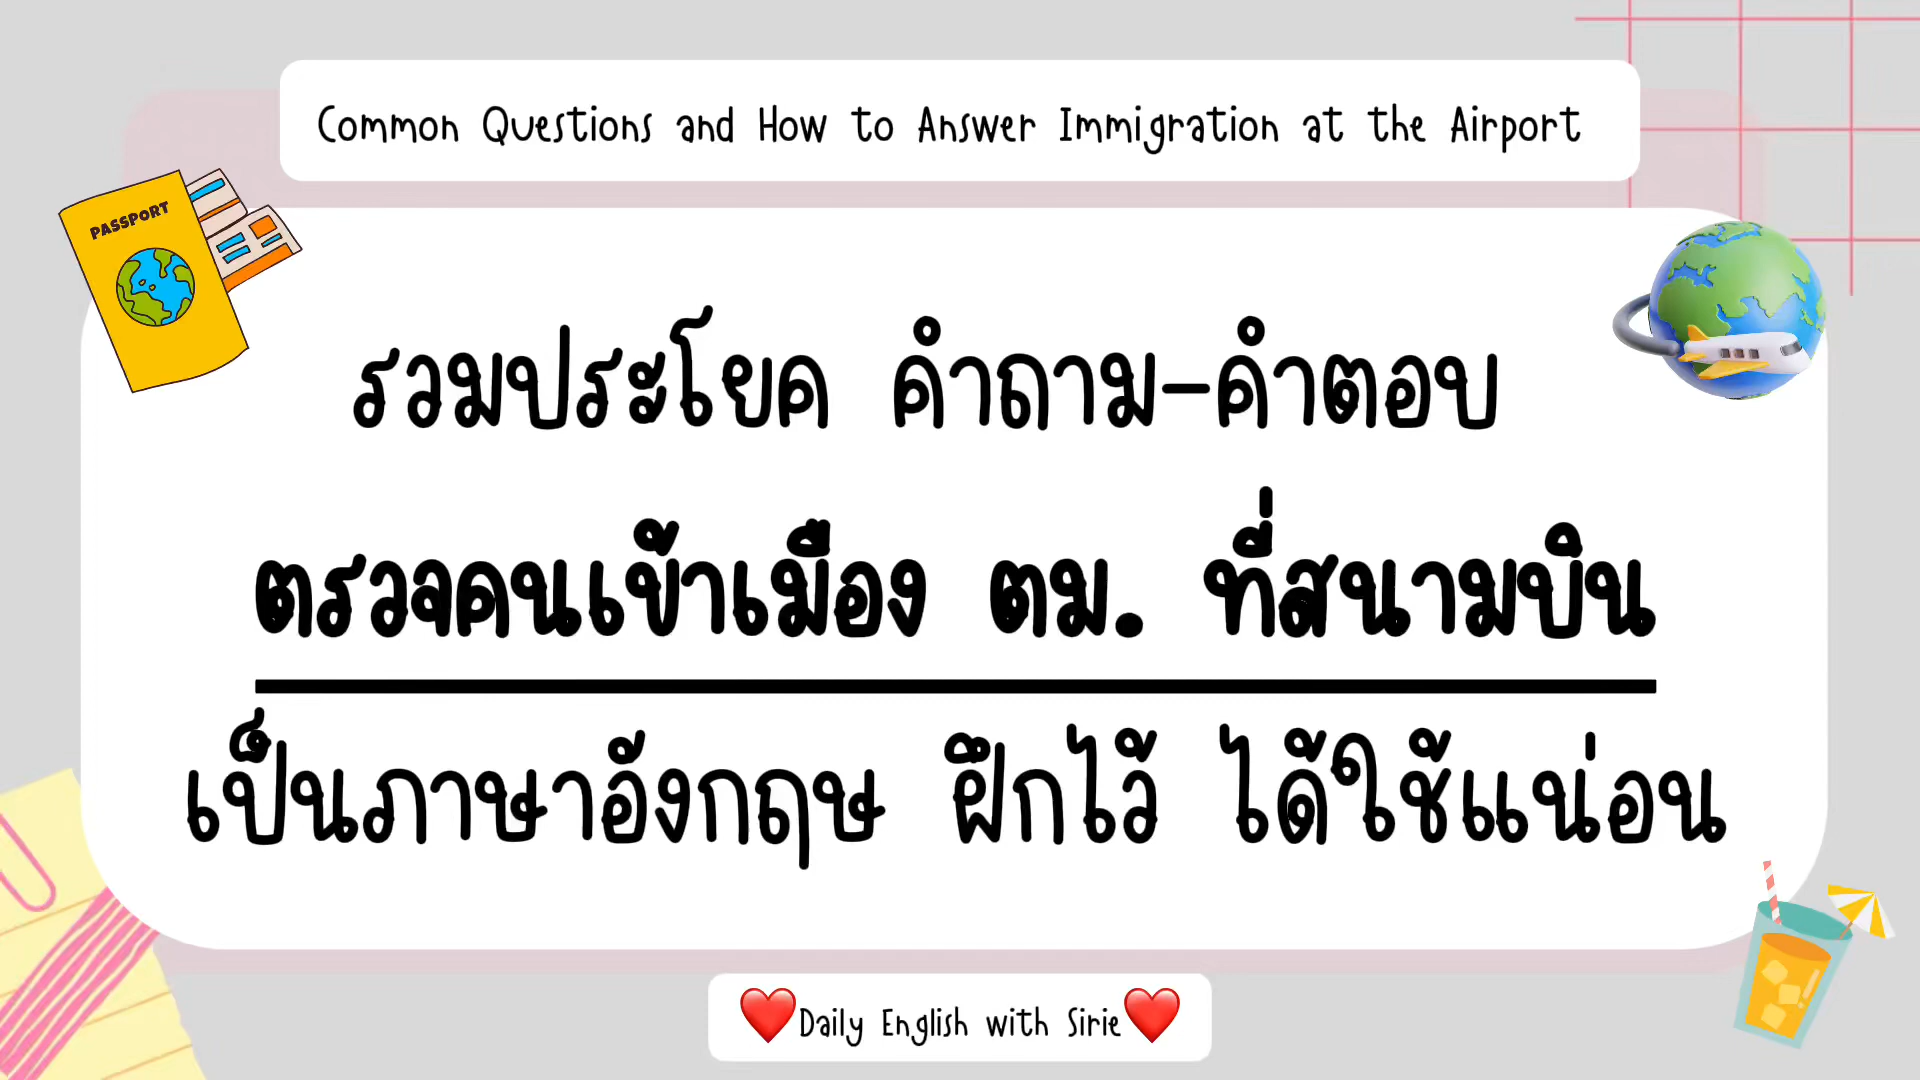 Common Questions and How to Answer Immigration at the Airport
PASSPORT
รวมประโยค คำถาม-คำตอบ
ตรวจคนเข้าเมือง ตม. ที่สนามบิน
เป็นภาษาอังกฤษ ฝึกไว้ ได้ใช้แน่อน
Daily English with Sirie